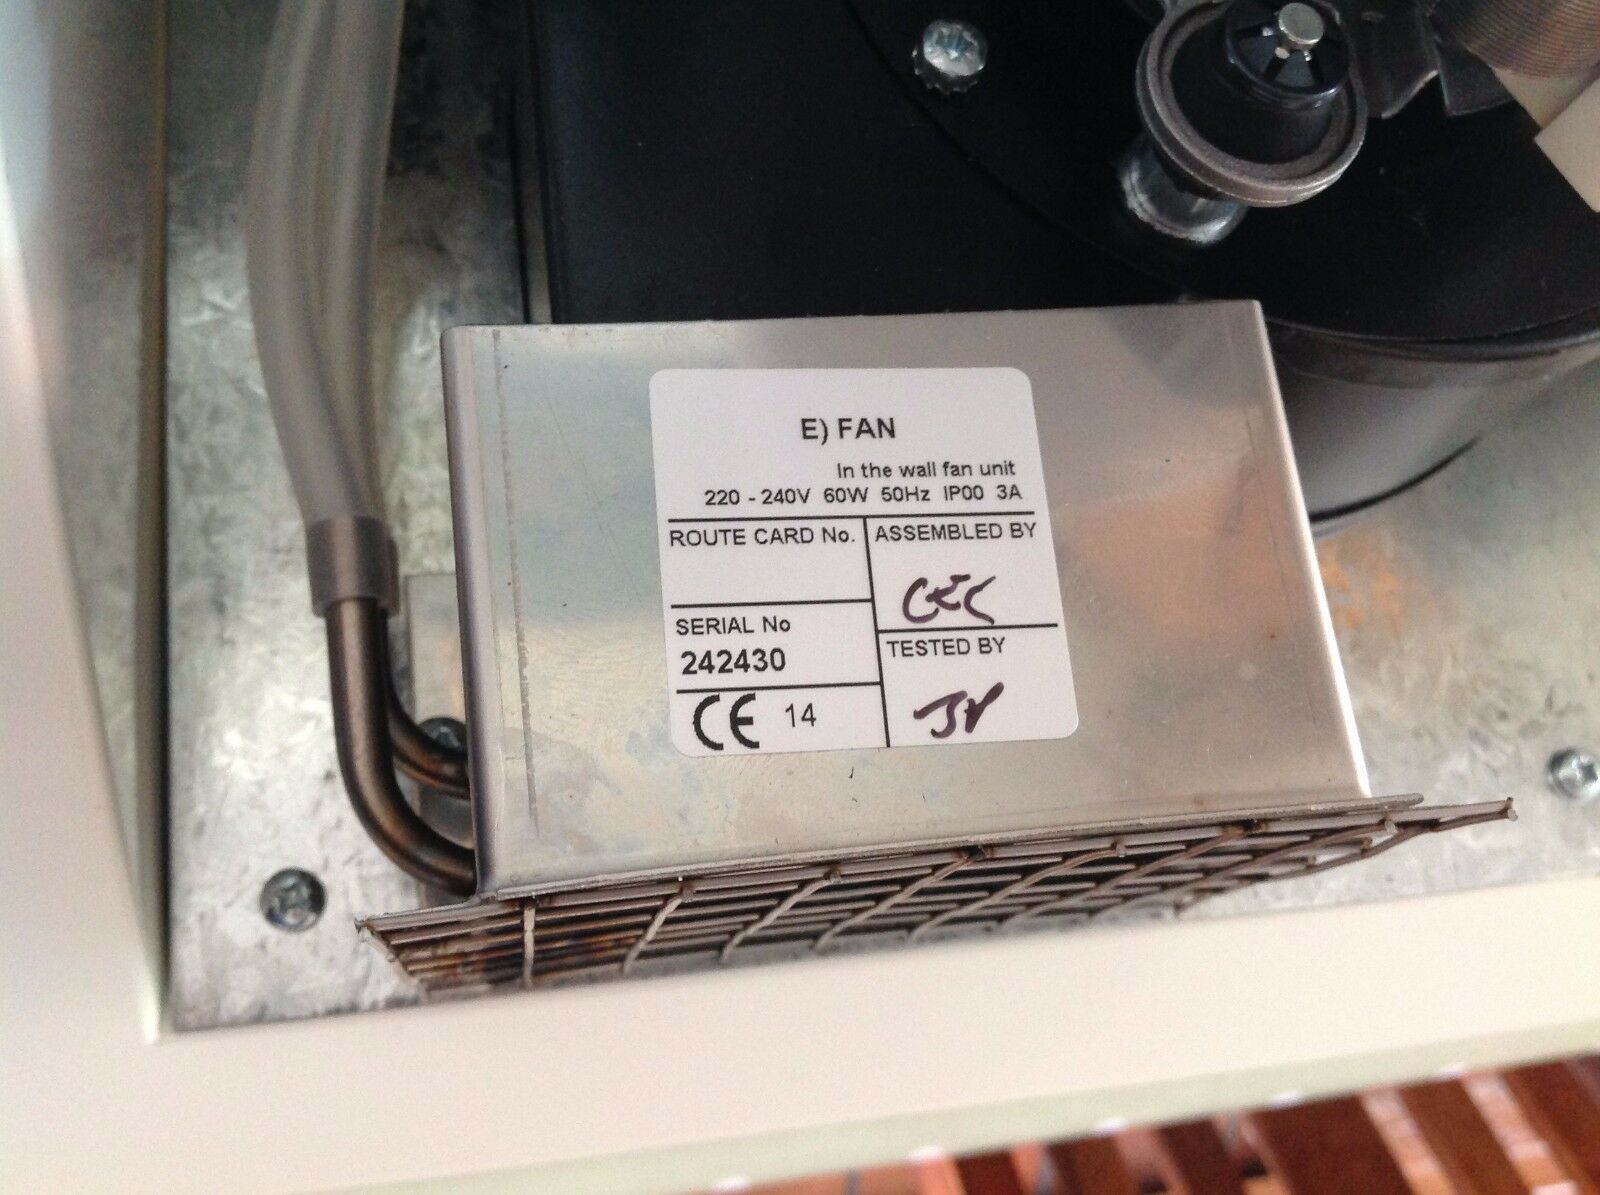 E) FAN
In the wall fan unit
220 - 240V 60W 50Hz IP00 3A
ROUTE CARD No.
ASSEMBLED BY
SERIAL No
242430
TESTED BY
CE 14